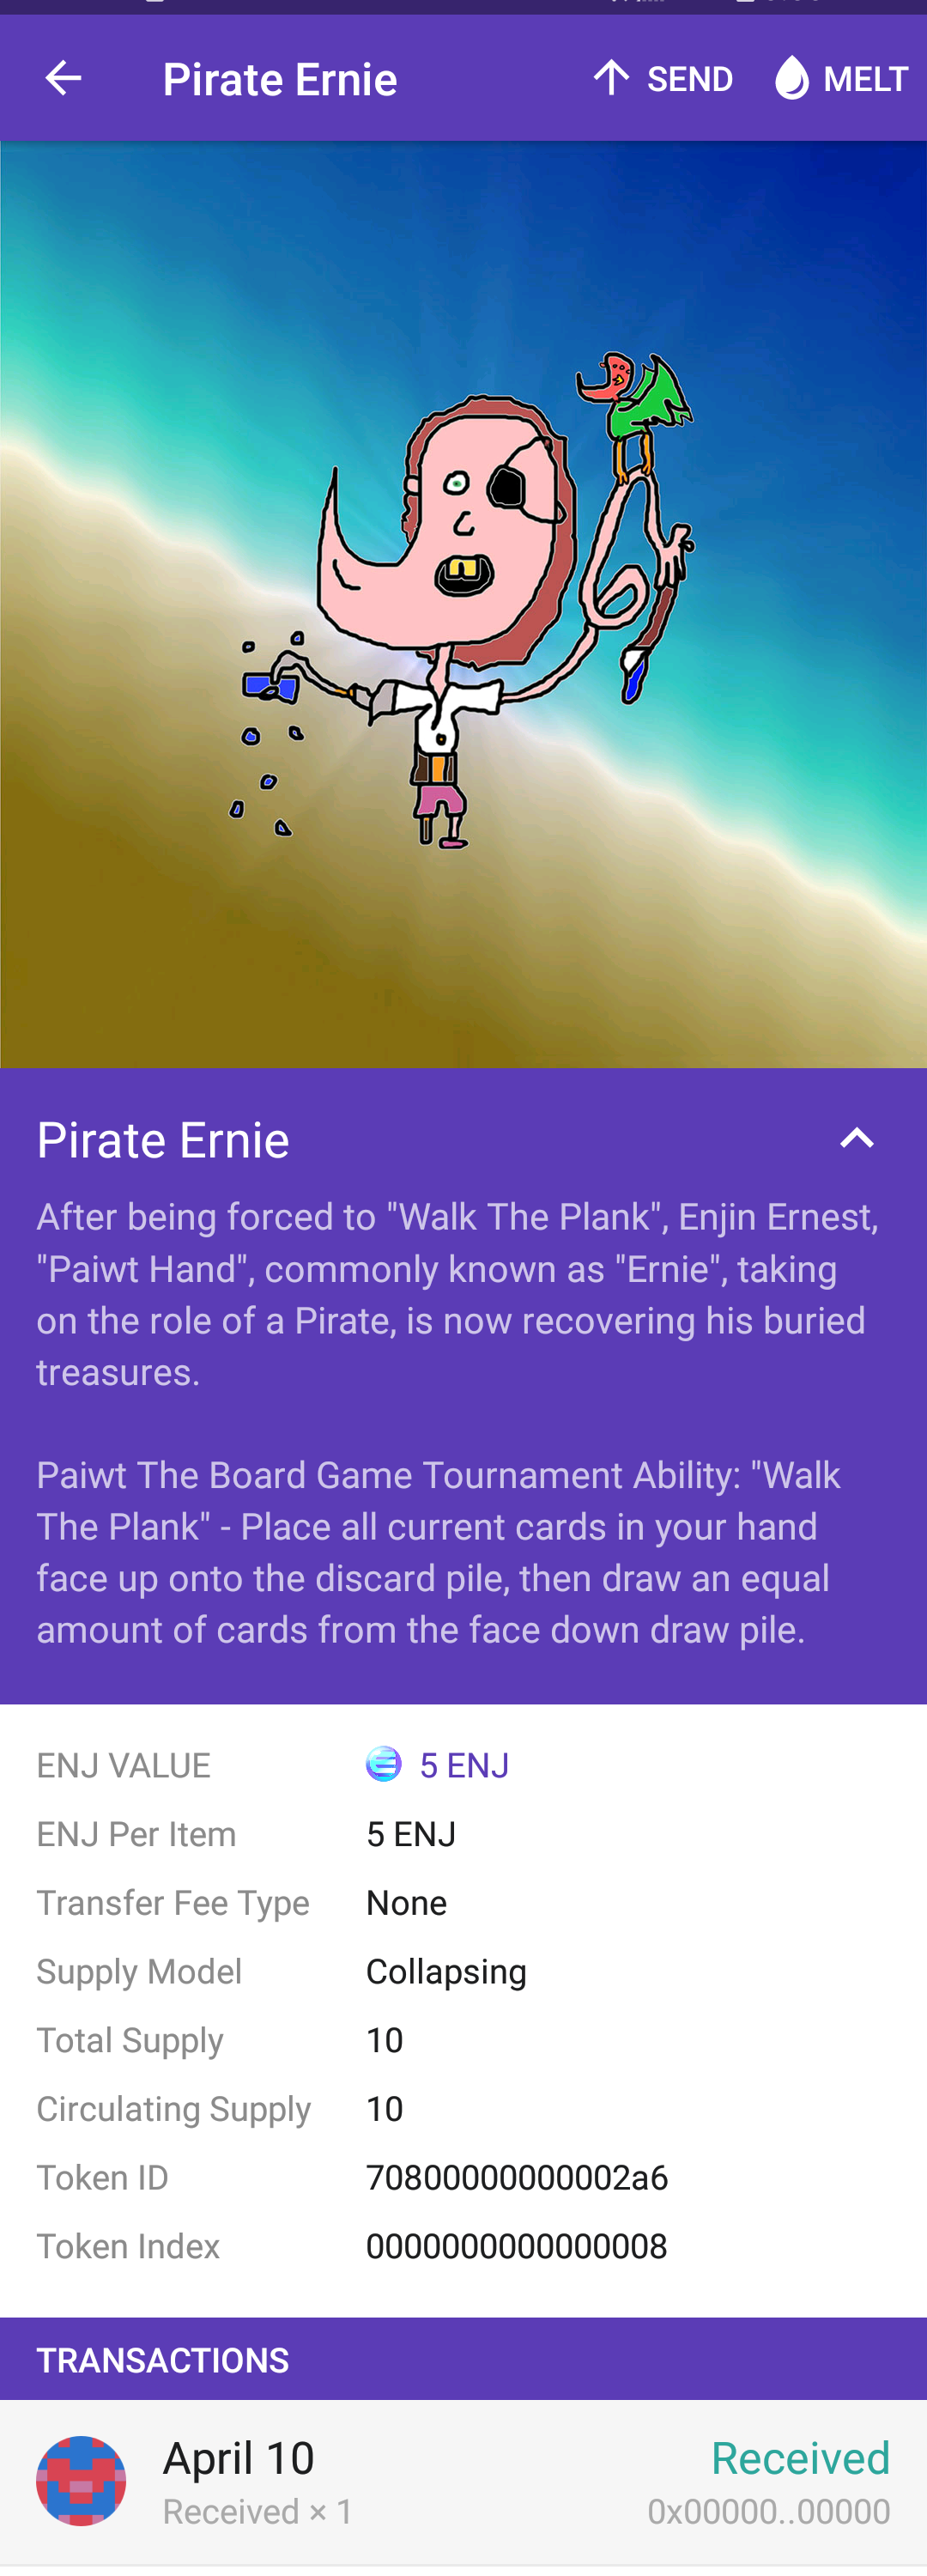 Pirate Ernie
SEND
MELT
Pirate Ernie
After being forced to "Walk The Plank", Enjin Ernest,
"Paiwt Hand", commonly known as "Ernie", taking
on the role of a Pirate, is now recovering his buried
treasures.
Paiwt The Board Game Tournament Ability: "Walk
The Plank" - Place all current cards in your hand
face up onto the discard pile, then draw an equal
amount of cards from the face down draw pile.
ENJ VALUE 5 ENJ
ENJ Per Item 5 ENJ
Transfer Fee Type None
Supply Model Collapsing
Total Supply 10
Circulating Supply 10
Token ID 70800000000002a6
Token Index 0000000000000008
TRANSACTIONS
April 10 Received
Received × 1 0x00000..00000